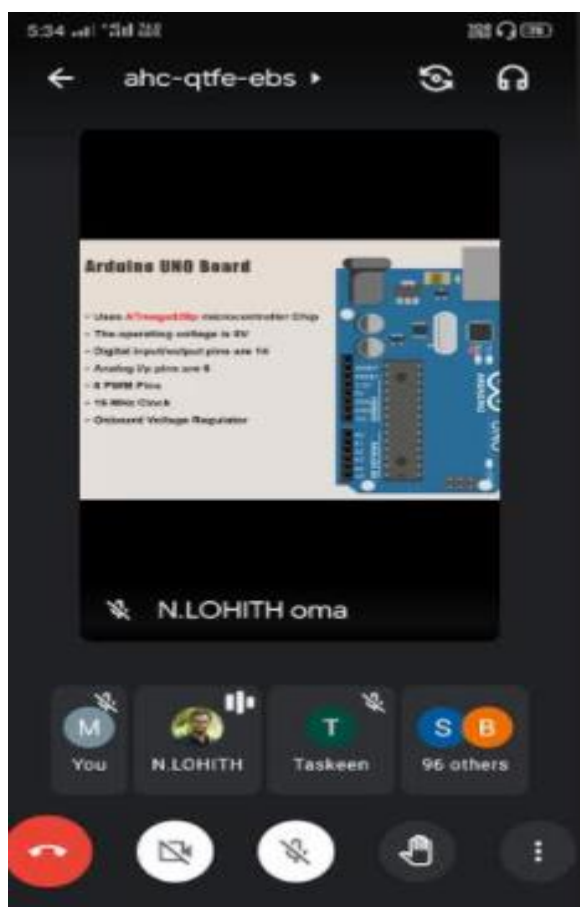 5:34
ahc-qtfe-ebs
Arduino UNO Board
- Uses ATmega328p microcontroller Chip
- The operating voltage is 5V
- Digital input/output pins are 14
- Analog i/p pins are 6
- 6 PWM Pins
- 16 MHz Clock
- Onboard Voltage Regulator
UNO
N.LOHITH oma
M
You
N.LOHITH
T
Taskeen
S B
96 others